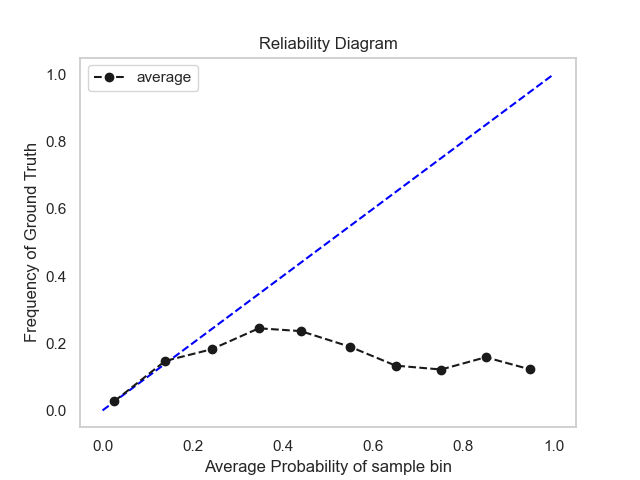 Reliability Diagram
average
1.0
0.8
0.6
0.4
0.2
0.0
Frequency of Ground Truth
0.0 0.2 0.4 0.6 0.8 1.0
Average Probability of sample bin